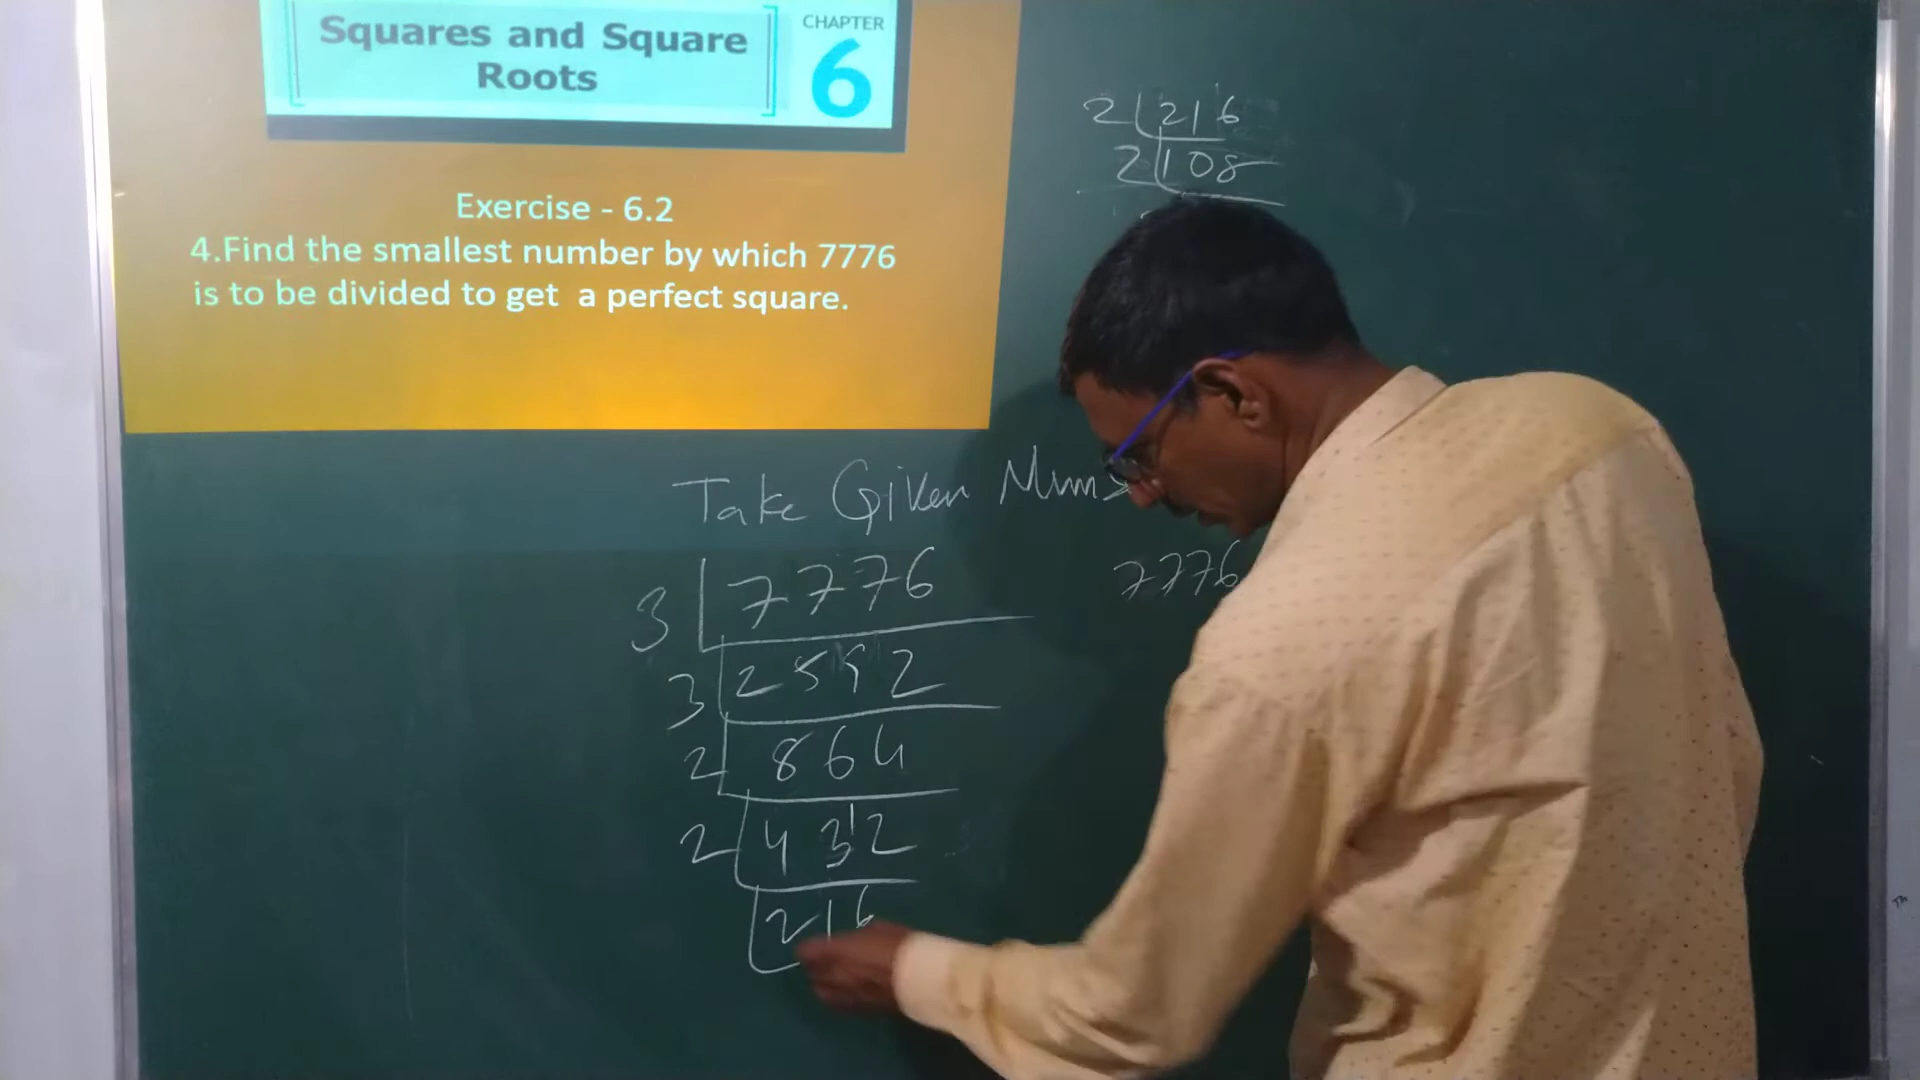 Squares and Square
Roots
CHAPTER
6
Exercise - 6.2
4.Find the smallest number by which 7776
is to be divided to get a perfect square.
2 216
2 108
Take Given Num
3 7776
7776
3 2592
2 864
2 432
216